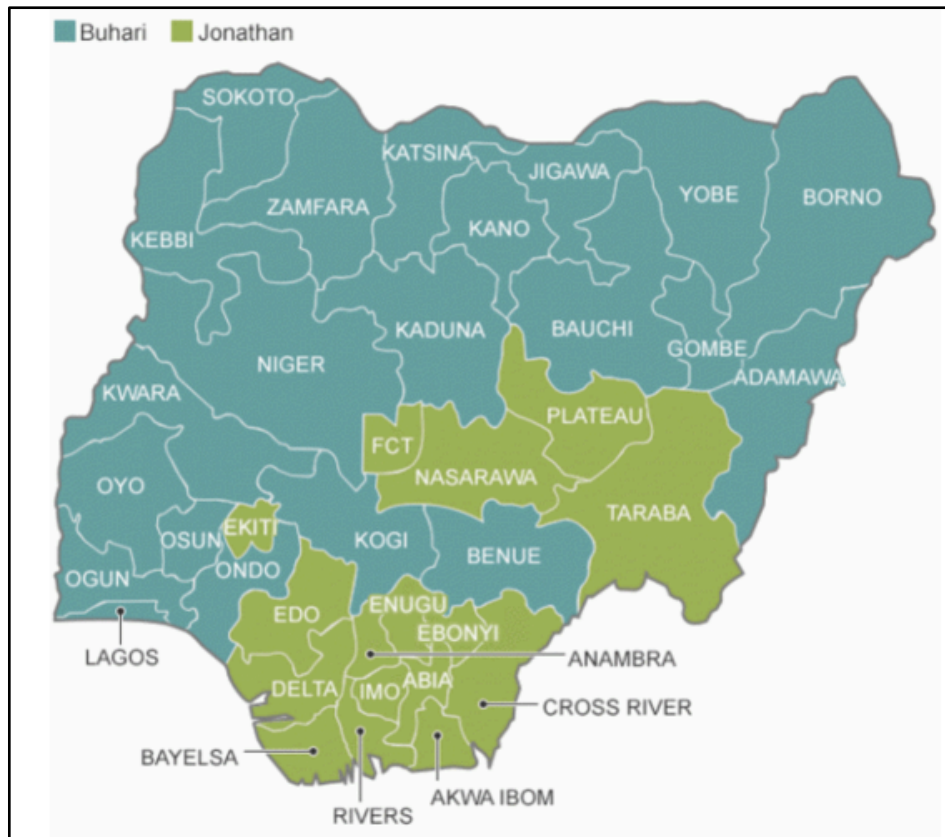 Buhari Jonathan
SOKOTO
KATSINA
JIGAWA
YOBE
BORNO
ZAMFARA
KANO
KEBBI
KADUNA
BAUCHI
GOMBE
NIGER
ADAMAWA
KWARA
PLATEAU
FCT
NASARAWA
OYO
TARABA
EKITI
OSUN
KOGI
BENUE
OGUN
ONDO
EDO
ENUGU
EBONYI
LAGOS
ANAMBRA
ABIA
DELTA
IMO
CROSS RIVER
BAYELSA
AKWA IBOM
RIVERS